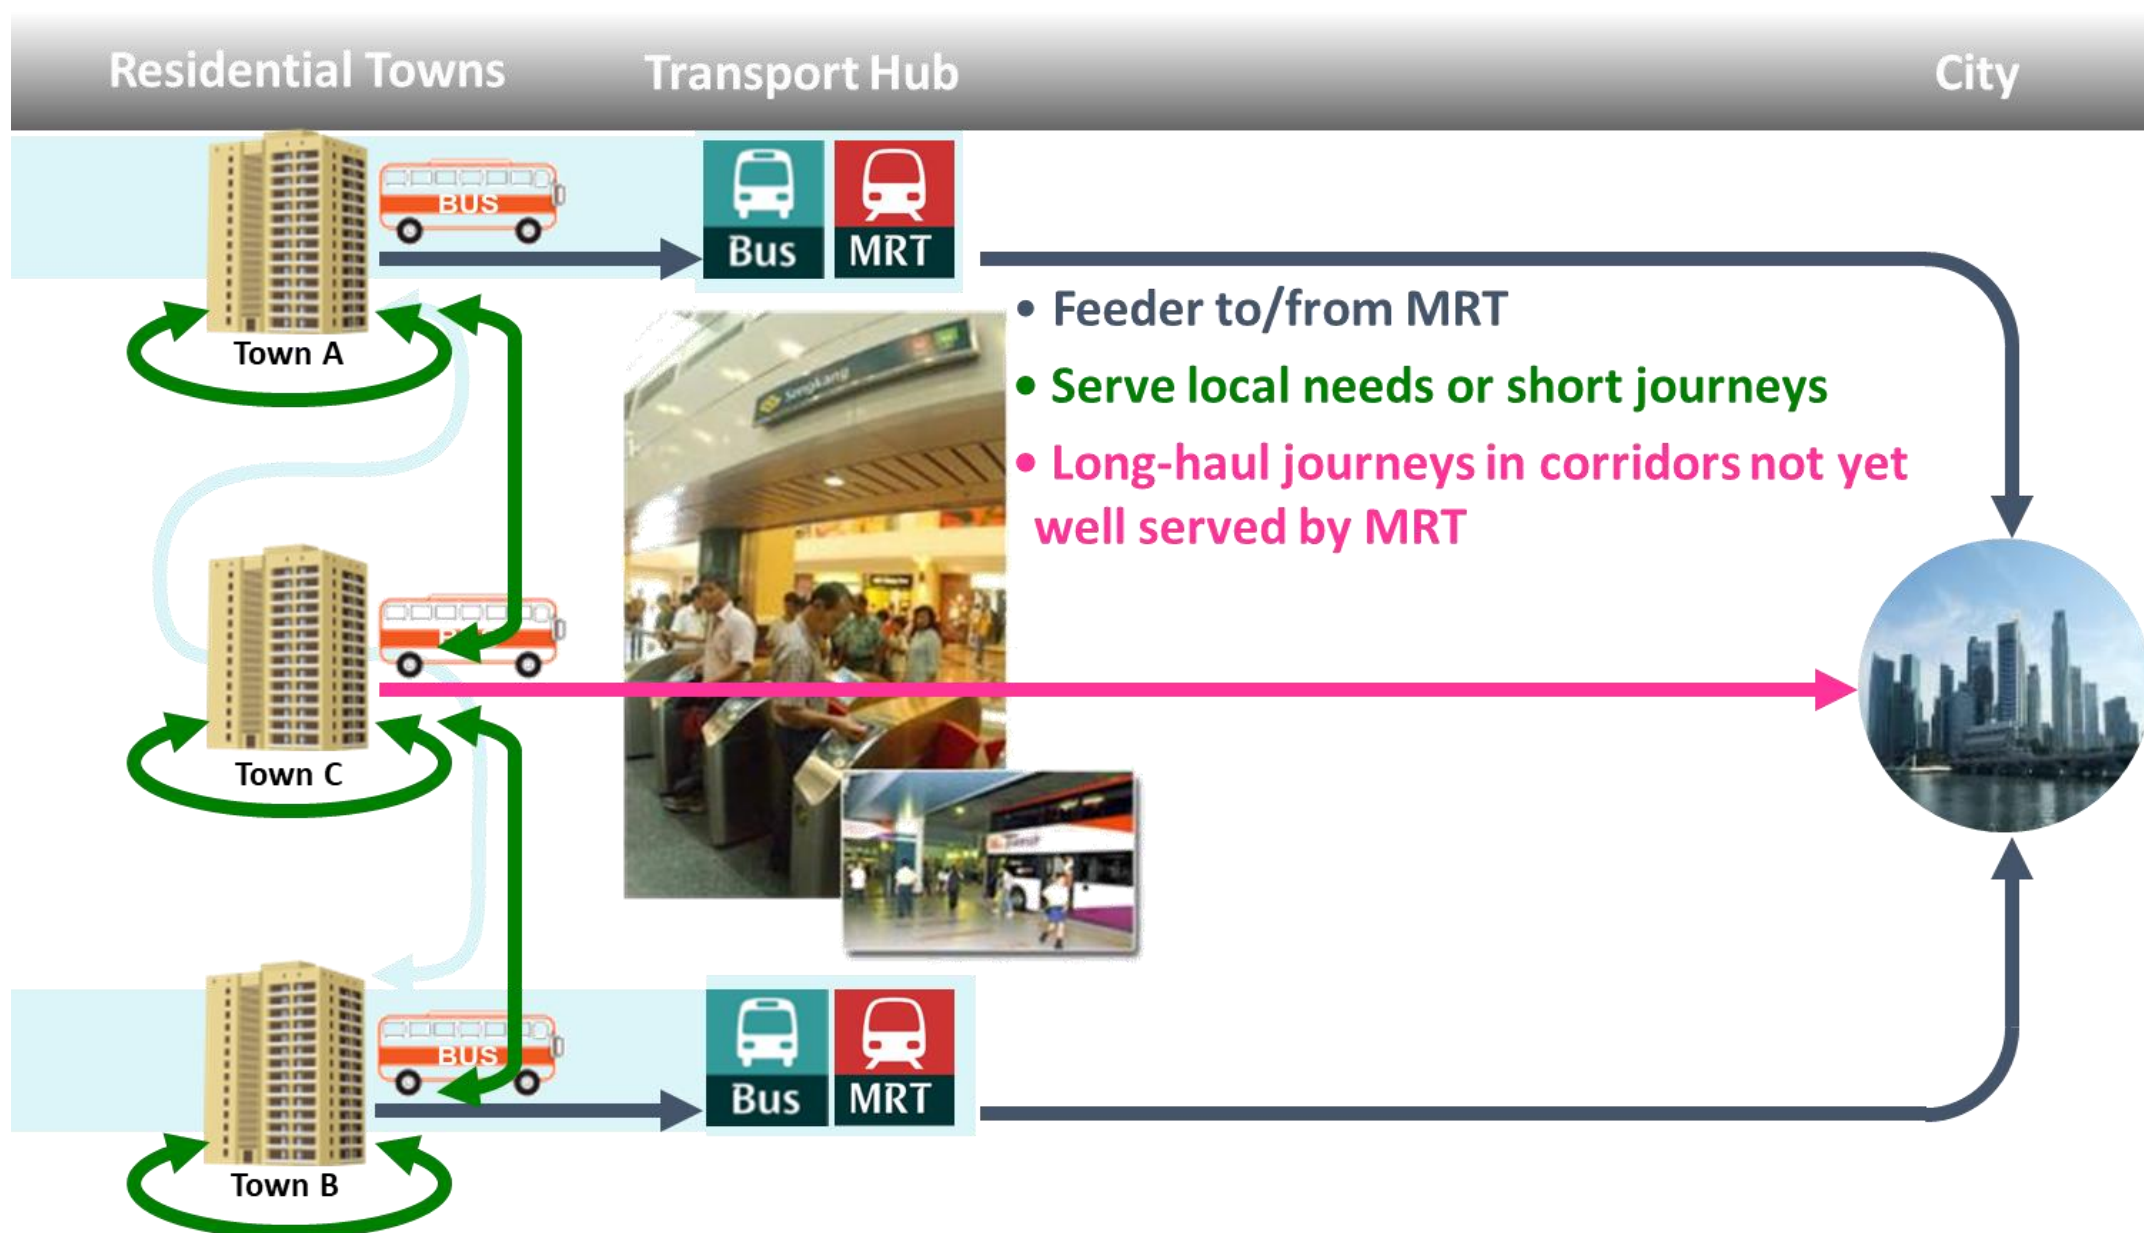 Residential Towns
Transport Hub
City
BUS
Bus
MRT
• Feeder to/from MRT
• Serve local needs or short journeys
• Long-haul journeys in corridors not yet
well served by MRT
Town A
Sengkang
Town C
BUS
Bus
MRT
Town B